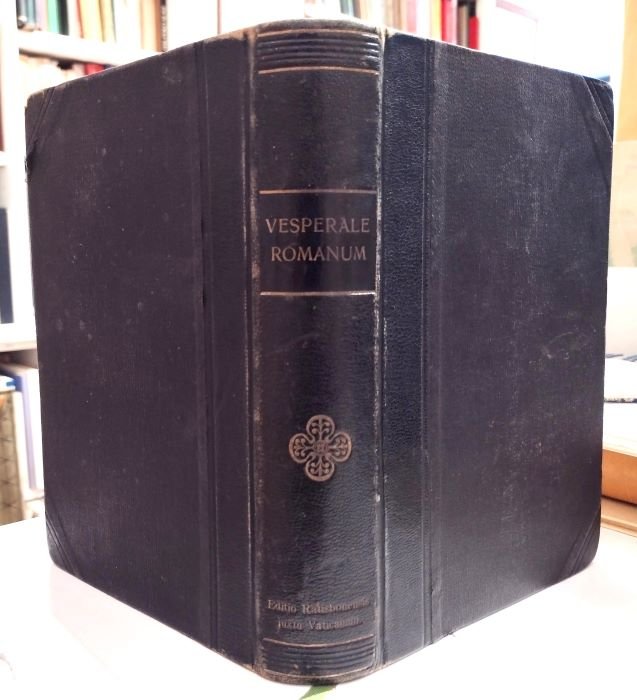 VESPERALE
ROMANUM
Editio Ratisbonensis
juxta Vaticanam.